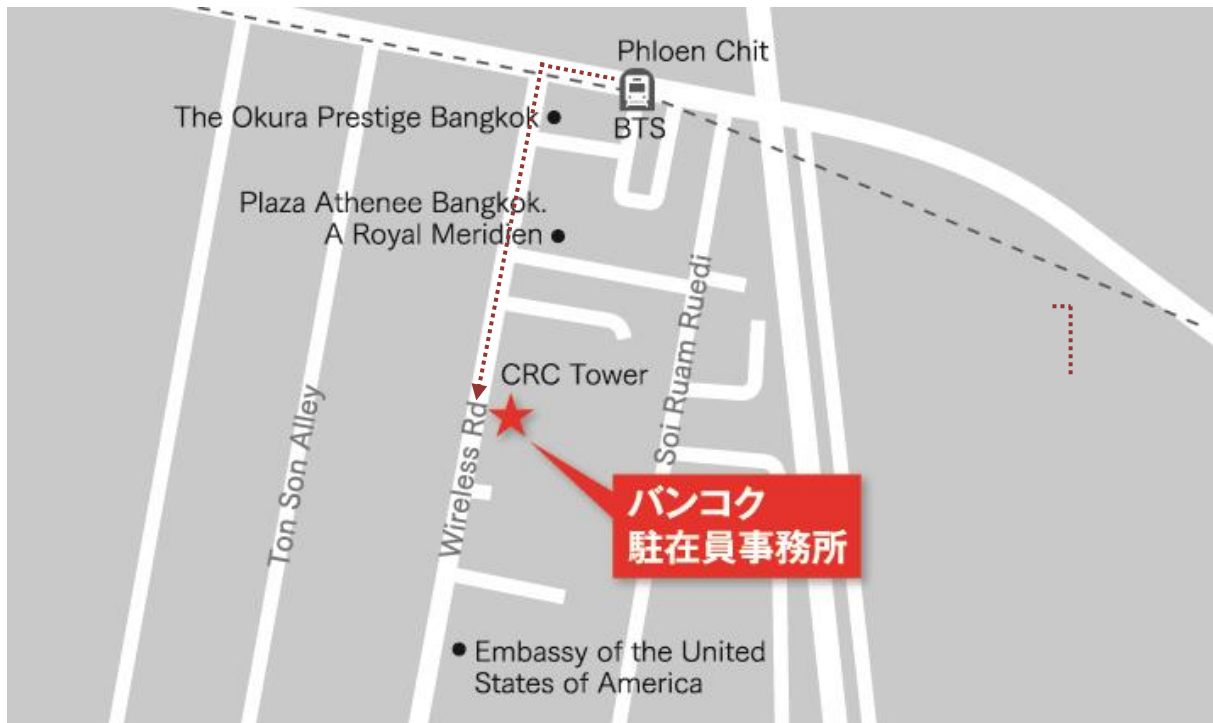 Phloen Chit
The Okura Prestige Bangkok
BTS
Plaza Athenee Bangkok.
A Royal Meridien
Soi Ruam Ruedi
CRC Tower
Ton Son Alley
Wireless Rd
バンコク
駐在員事務所
Embassy of the United
States of America